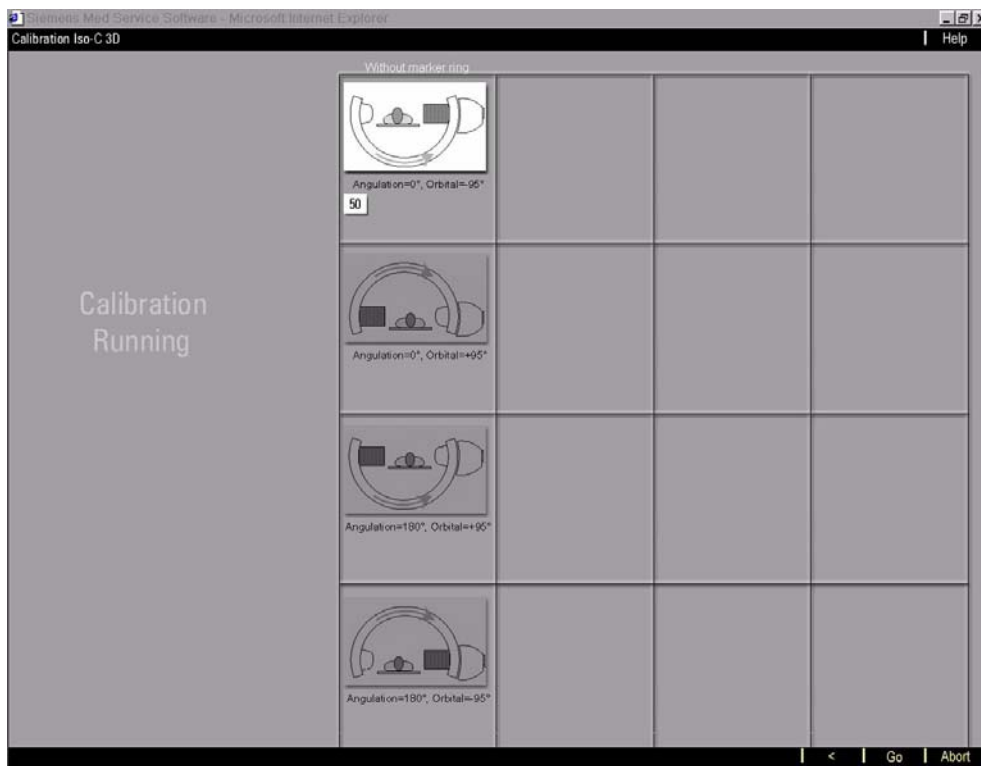 Siemens Med Service Software - Microsoft Internet Explorer
Calibration Iso-C 3D
Help
Without marker ring
Angulation=0°, Orbital=-95°
50
Calibration
Running
Angulation=0°, Orbital=+95°
Angulation=180°, Orbital=+95°
Angulation=180°, Orbital=-95°
<
Go
Abort